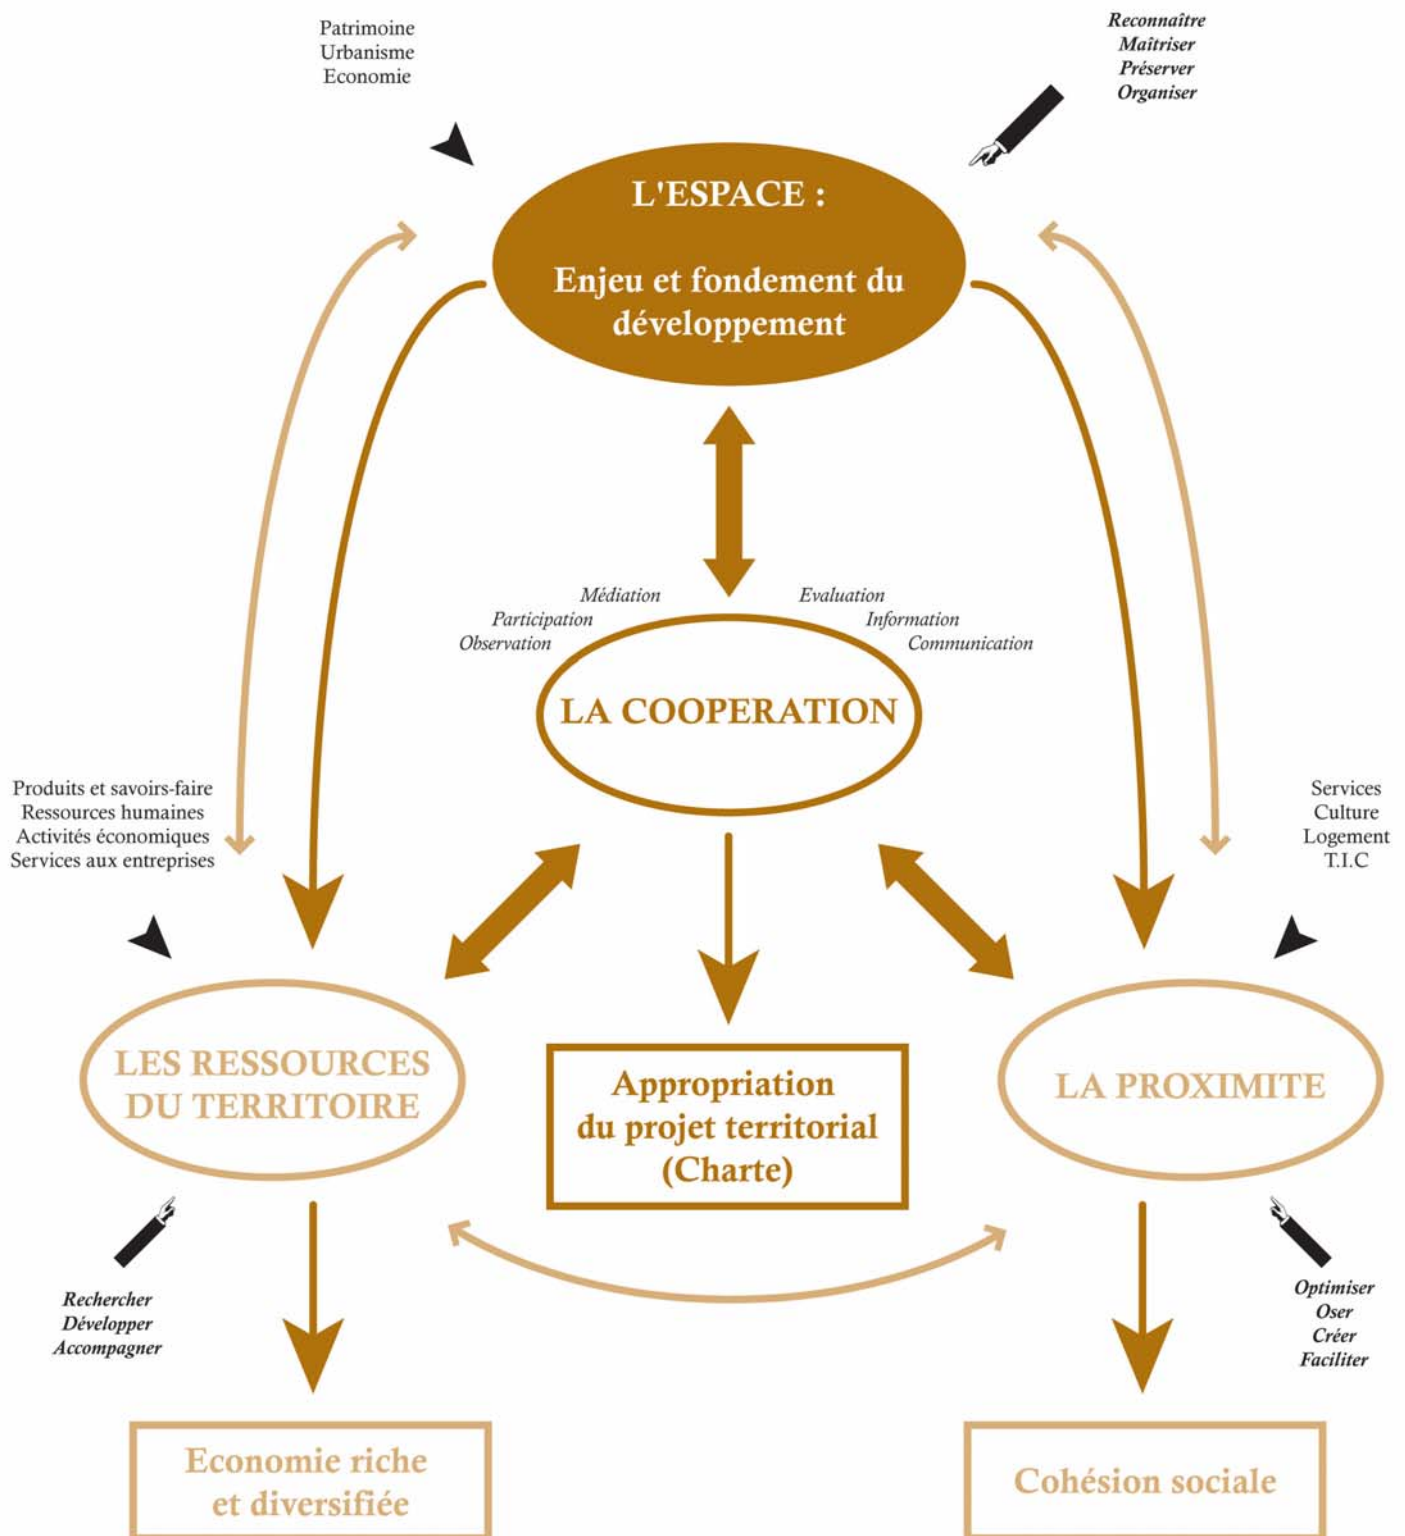 Patrimoine
Urbanisme
Economie
Reconnaître
Maîtriser
Préserver
Organiser
L'ESPACE :
Enjeu et fondement du
développement
Médiation
Participation
Observation
Evaluation
Information
Communication
LA COOPERATION
Produits et savoirs-faire
Ressources humaines
Activités économiques
Services aux entreprises
Services
Culture
Logement
T.I.C
LES RESSOURCES
DU TERRITOIRE
Appropriation
du projet territorial
(Charte)
LA PROXIMITE
Rechercher
Développer
Accompagner
Optimiser
Oser
Créer
Faciliter
Economie riche
et diversifiée
Cohésion sociale